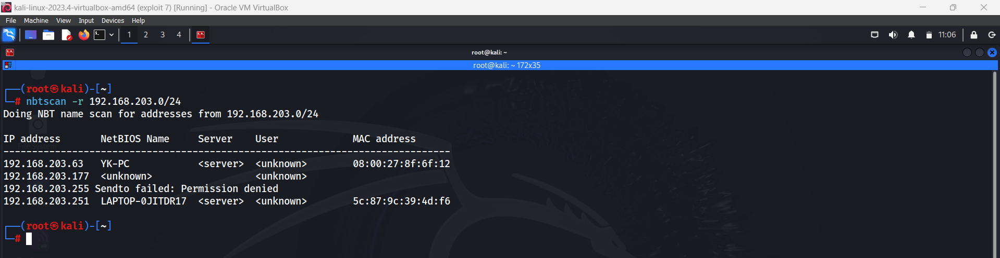 kali-linux-2023.4-virtualbox-amd64 (exploit 7) [Running] - Oracle VM VirtualBox
File Machine View Input Devices Help
1 2 3 4 11:06
root@kali: ~
root@kali: ~ 172x35
(root㉿kali)-[~]
# nbtscan -r 192.168.203.0/24
Doing NBT name scan for addresses from 192.168.203.0/24
IP address NetBIOS Name Server User MAC address
------------------------------------------------------------------------------
192.168.203.63 YK-PC <server> <unknown> 08:00:27:8f:6f:12
192.168.203.177 <unknown> <unknown>
192.168.203.255 Sendto failed: Permission denied
192.168.203.251 LAPTOP-0JITDR17 <server> <unknown> 5c:87:9c:39:4d:f6
(root㉿kali)-[~]
#